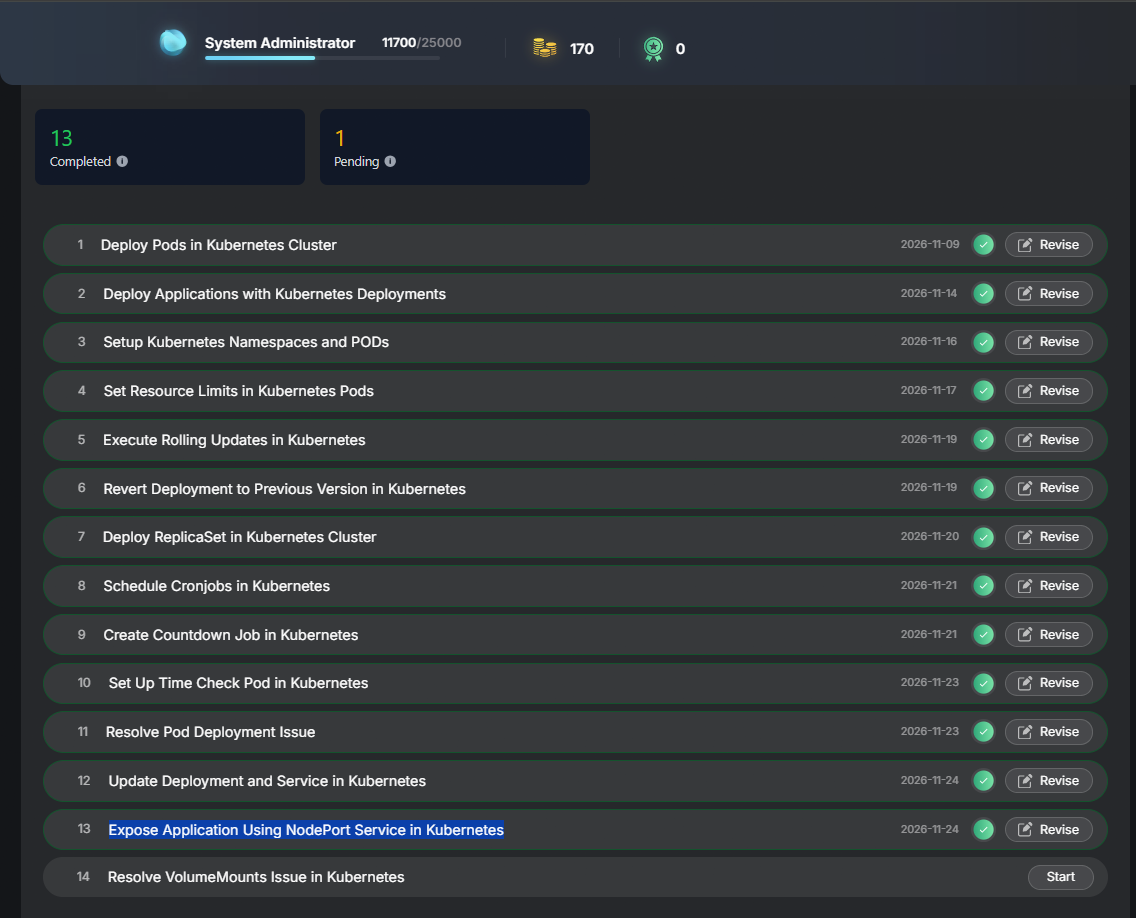 System Administrator 11700/25000 170 0
13
Completed
1
Pending
1 Deploy Pods in Kubernetes Cluster 2026-11-09 Revise
2 Deploy Applications with Kubernetes Deployments 2026-11-14 Revise
3 Setup Kubernetes Namespaces and PODs 2026-11-16 Revise
4 Set Resource Limits in Kubernetes Pods 2026-11-17 Revise
5 Execute Rolling Updates in Kubernetes 2026-11-19 Revise
6 Revert Deployment to Previous Version in Kubernetes 2026-11-19 Revise
7 Deploy ReplicaSet in Kubernetes Cluster 2026-11-20 Revise
8 Schedule Cronjobs in Kubernetes 2026-11-21 Revise
9 Create Countdown Job in Kubernetes 2026-11-21 Revise
10 Set Up Time Check Pod in Kubernetes 2026-11-23 Revise
11 Resolve Pod Deployment Issue 2026-11-23 Revise
12 Update Deployment and Service in Kubernetes 2026-11-24 Revise
13 Expose Application Using NodePort Service in Kubernetes 2026-11-24 Revise
14 Resolve VolumeMounts Issue in Kubernetes Start